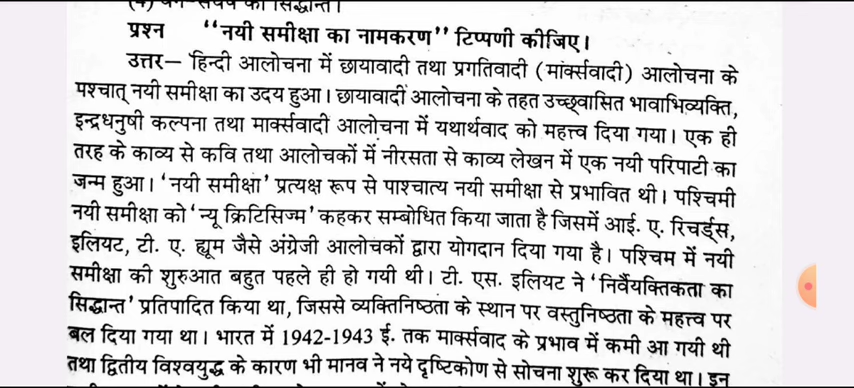 (4) वर्ग-संघर्ष का सिद्धान्त।
प्रश्न "नयी समीक्षा का नामकरण" टिप्पणी कीजिए।
उत्तर— हिन्दी आलोचना में छायावादी तथा प्रगतिवादी (मार्क्सवादी) आलोचना के
पश्चात् नयी समीक्षा का उदय हुआ। छायावादी आलोचना के तहत उच्छ्वासित भावाभिव्यक्ति,
इन्द्रधनुषी कल्पना तथा मार्क्सवादी आलोचना में यथार्थवाद को महत्त्व दिया गया। एक ही
तरह के काव्य से कवि तथा आलोचकों में नीरसता से काव्य लेखन में एक नयी परिपाटी का
जन्म हुआ। 'नयी समीक्षा' प्रत्यक्ष रूप से पाश्चात्य नयी समीक्षा से प्रभावित थी। पश्चिमी
नयी समीक्षा को 'न्यू क्रिटिसिज्म' कहकर सम्बोधित किया जाता है जिसमें आई. ए. रिचर्ड्स,
इलियट, टी. ए. ह्यूम जैसे अंग्रेजी आलोचकों द्वारा योगदान दिया गया है। पश्चिम में नयी
समीक्षा की शुरुआत बहुत पहले ही हो गयी थी। टी. एस. इलियट ने 'निर्वैयक्तिकता का
सिद्धान्त' प्रतिपादित किया था, जिससे व्यक्तिनिष्ठता के स्थान पर वस्तुनिष्ठता के महत्त्व पर
बल दिया गया था। भारत में 1942-1943 ई. तक मार्क्सवाद के प्रभाव में कमी आ गयी थी
तथा द्वितीय विश्वयुद्ध के कारण भी मानव ने नये दृष्टिकोण से सोचना शुरू कर दिया था। इन